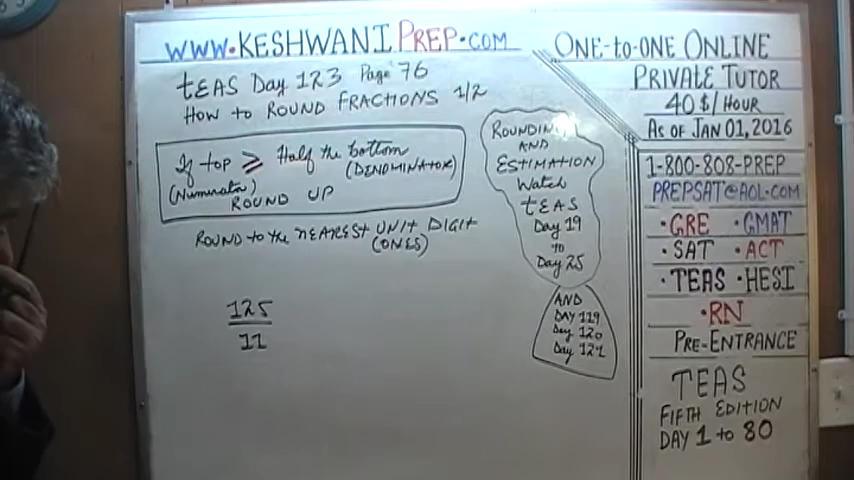 WWW.KESHWANIPREP.COM
TEAS Day 123 Page 76
HOW to ROUND FRACTIONS 1/2
If top ≥ Half the bottom
(Numerator) (DENOMINATOR)
ROUND UP
ROUND to the NEAREST UNIT DIGIT
(ONES)
125
11
ROUNDING
AND
ESTIMATION
Watch
TEAS
Day 19
to
Day 25
AND
DAY 119
Day 120
Day 121
ONE-to-ONE ONLINE
PRIVATE TUTOR
40 $/HOUR
As of JAN 01, 2016
1-800-808-PREP
PREPSAT@AOL.COM
•GRE •GMAT
•SAT •ACT
•TEAS •HESI
•RN
PRE-ENTRANCE
TEAS
FIFTH EDITION
DAY 1 to 80